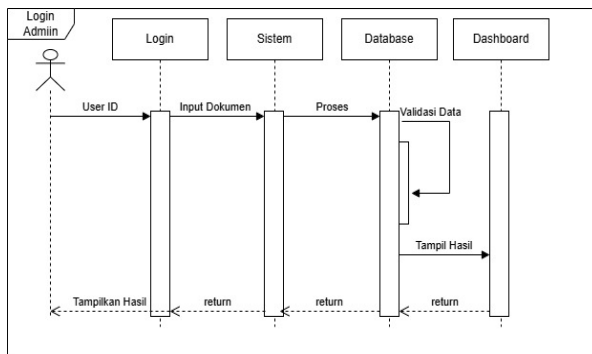 Login
Admiin
Login
Sistem
Database
Dashboard
User ID
Input Dokumen
Proses
Validasi Data
Tampil Hasil
Tampilkan Hasil
return
return
return